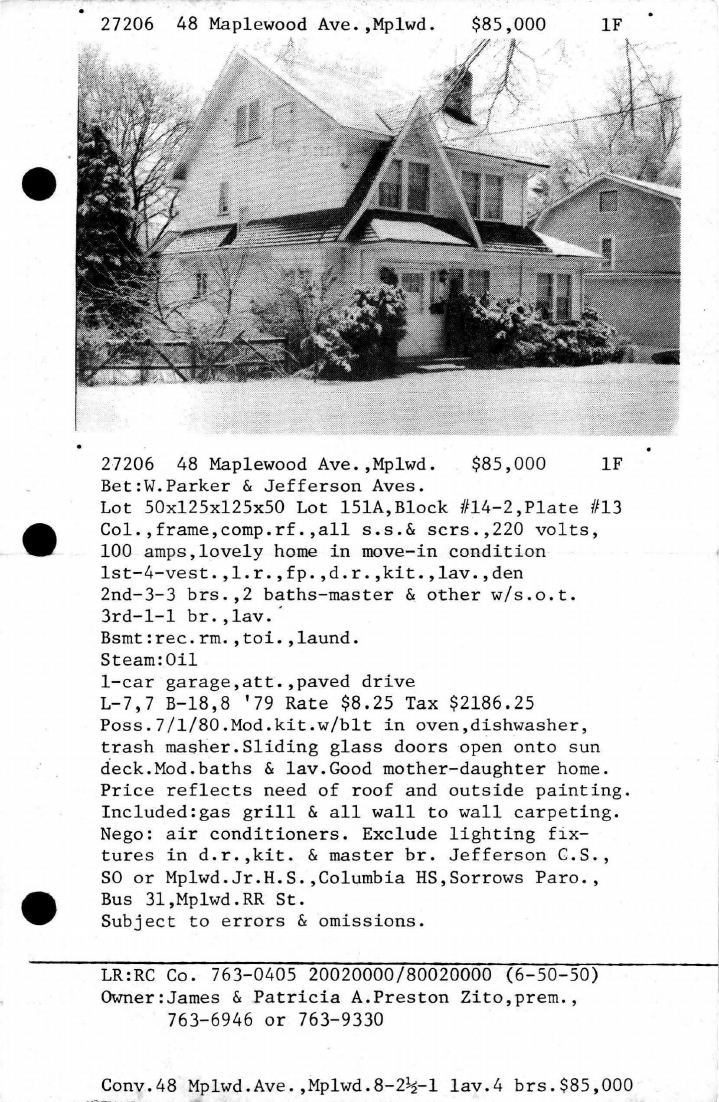 27206 48 Maplewood Ave.,Mplwd. $85,000 1F
27206 48 Maplewood Ave.,Mplwd. $85,000 1F
Bet:W.Parker & Jefferson Aves.
Lot 50x125x125x50 Lot 151A,Block #14-2,Plate #13
Col.,frame,comp.rf.,all s.s.& scrs.,220 volts,
100 amps,lovely home in move-in condition
1st-4-vest.,l.r.,fp.,d.r.,kit.,lav.,den
2nd-3-3 brs.,2 baths-master & other w/s.o.t.
3rd-1-1 br.,lav.
Bsmt:rec.rm.,toi.,laund.
Steam:Oil
1-car garage,att.,paved drive
L-7,7 B-18,8 '79 Rate $8.25 Tax $2186.25
Poss.7/1/80.Mod.kit.w/blt in oven,dishwasher,
trash masher.Sliding glass doors open onto sun
deck.Mod.baths & lav.Good mother-daughter home.
Price reflects need of roof and outside painting.
Included:gas grill & all wall to wall carpeting.
Nego: air conditioners. Exclude lighting fix-
tures in d.r.,kit. & master br. Jefferson C.S.,
SO or Mplwd.Jr.H.S.,Columbia HS,Sorrows Paro.,
Bus 31,Mplwd.RR St.
Subject to errors & omissions.
LR:RC Co. 763-0405 20020000/80020000 (6-50-50)
Owner:James & Patricia A.Preston Zito,prem.,
763-6946 or 763-9330
Conv.48 Mplwd.Ave.,Mplwd.8-2½-1 lav.4 brs.$85,000